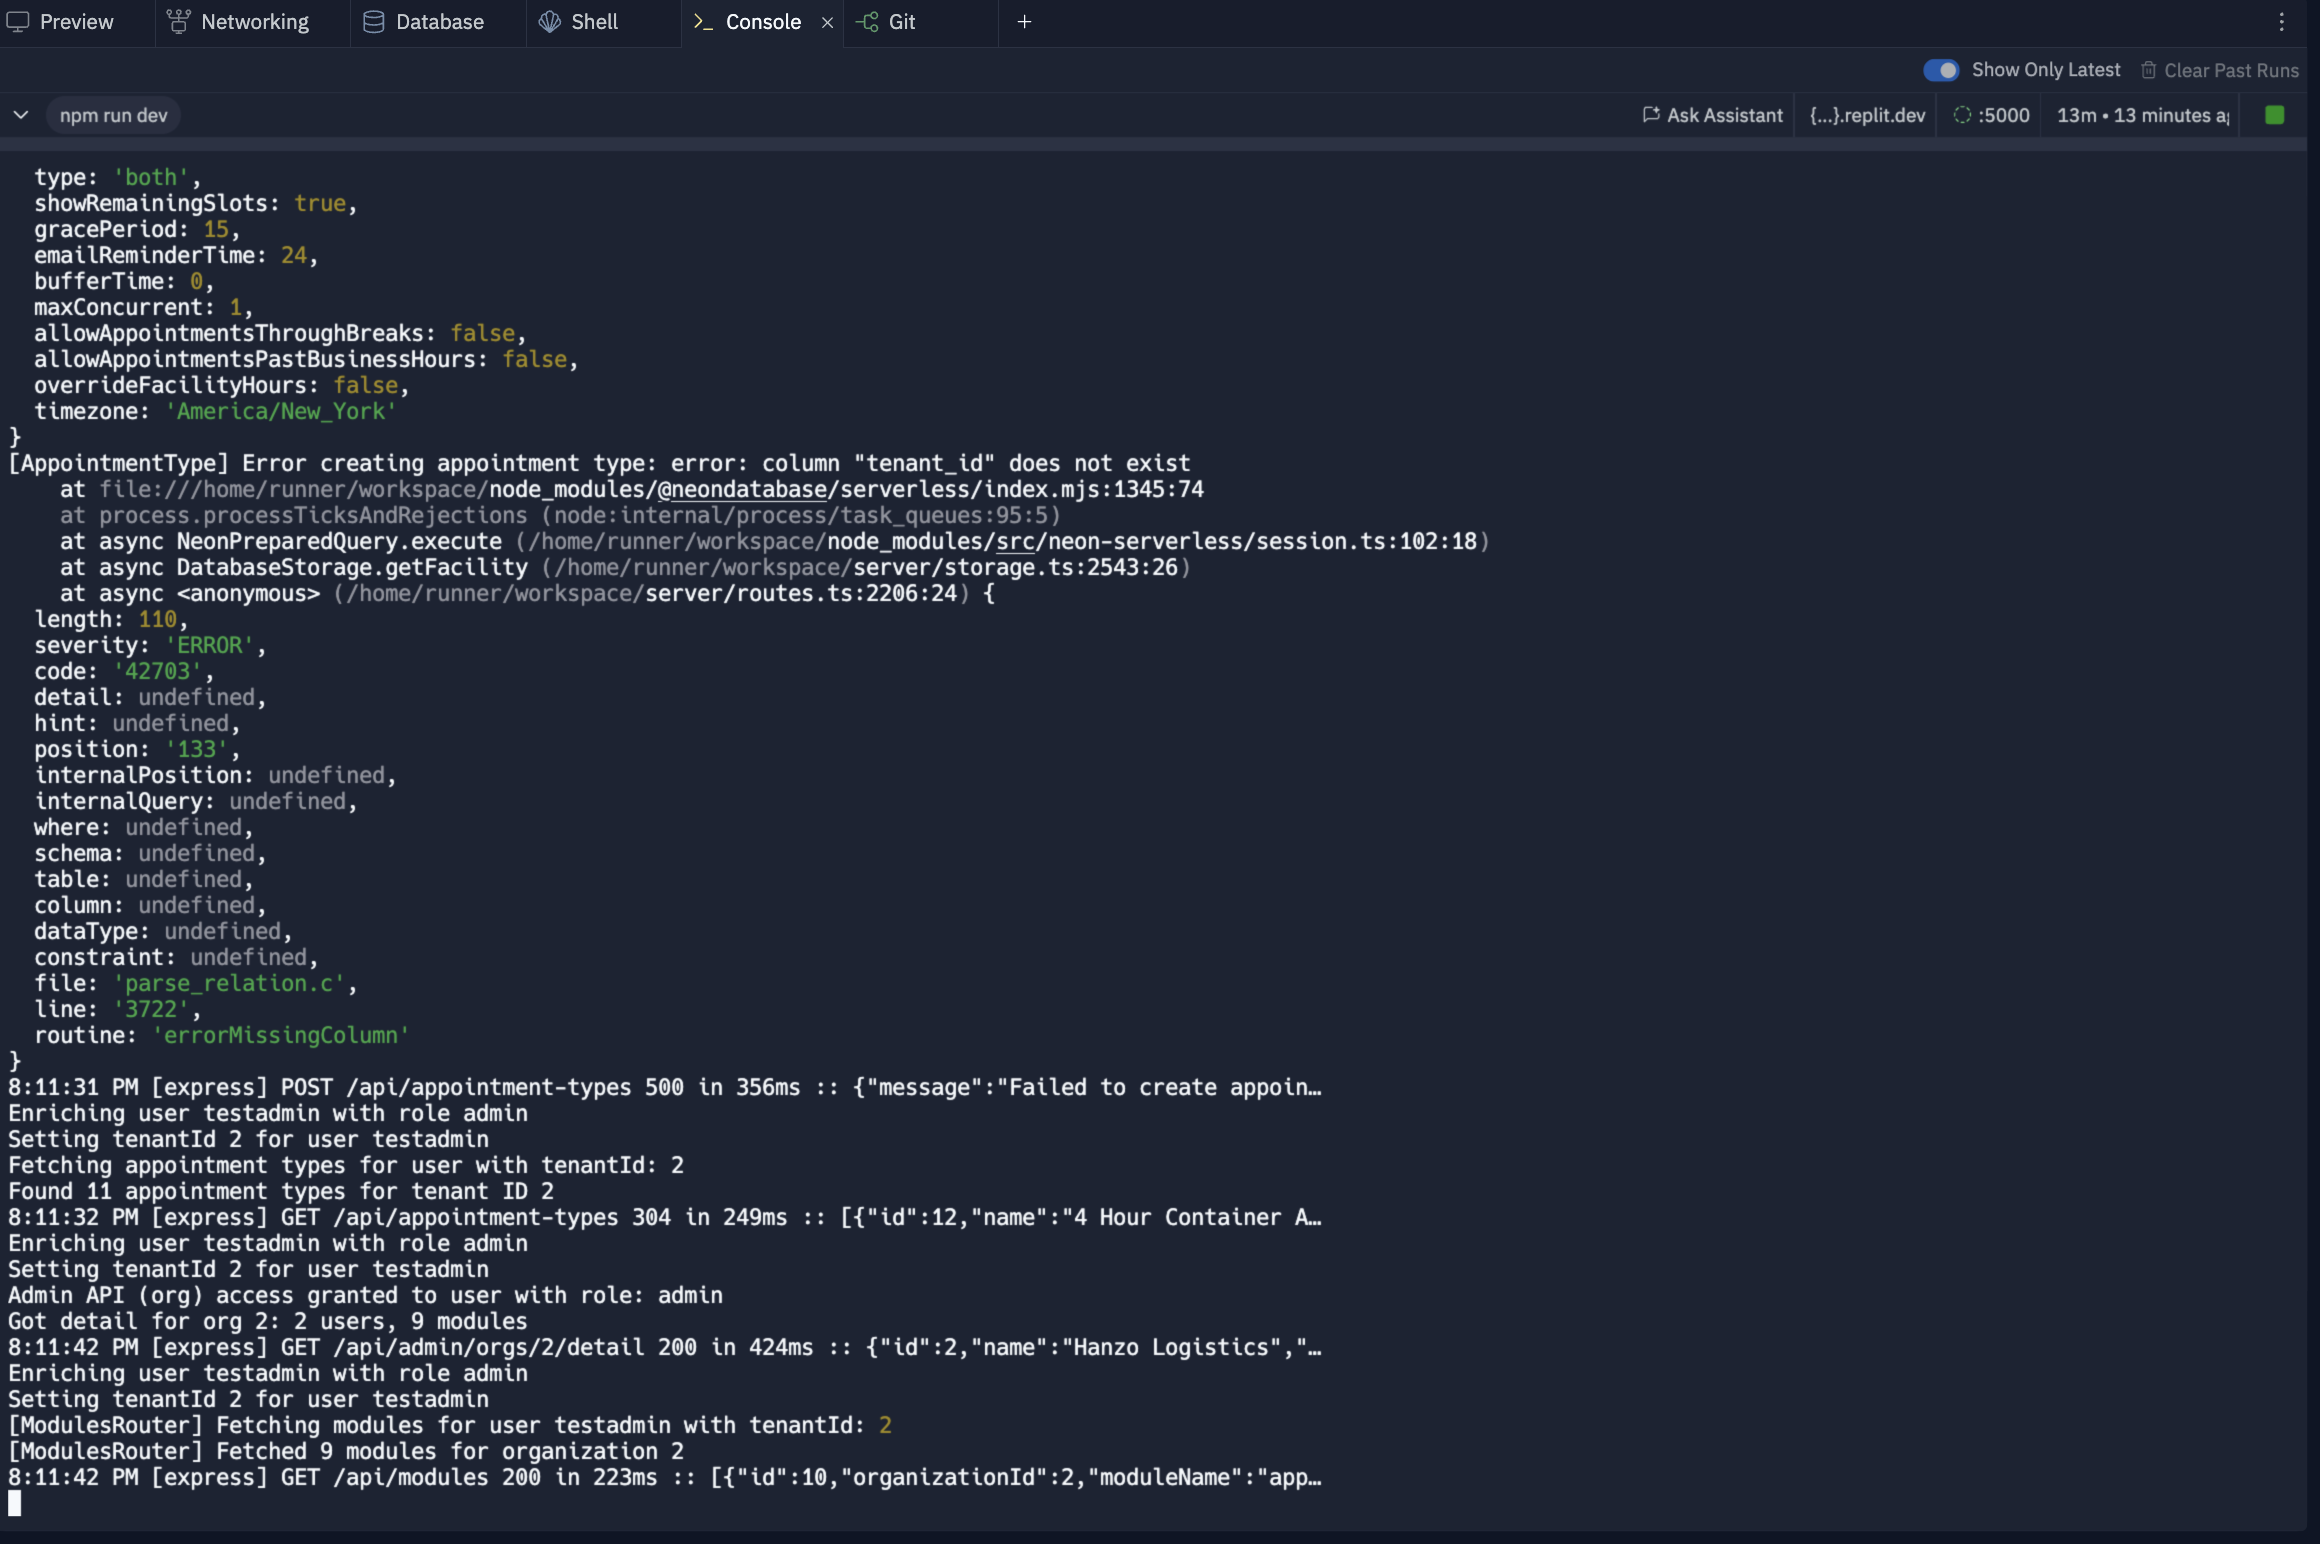 Preview
Networking
Database
Shell
Console
Git
Show Only Latest
Clear Past Runs
npm run dev
Ask Assistant
{...}.replit.dev
:5000
13m • 13 minutes
type: 'both',
showRemainingSlots: true,
gracePeriod: 15,
emailReminderTime: 24,
bufferTime: 0,
maxConcurrent: 1,
allowAppointmentsThroughBreaks: false,
allowAppointmentsPastBusinessHours: false,
overrideFacilityHours: false,
timezone: 'America/New_York'
}
[AppointmentType] Error creating appointment type: error: column "tenant_id" does not exist
at file:///home/runner/workspace/node_modules/@neondatabase/serverless/index.mjs:1345:74
at process.processTicksAndRejections (node:internal/process/task_queues:95:5)
at async NeonPreparedQuery.execute (/home/runner/workspace/node_modules/src/neon-serverless/session.ts:102:18)
at async DatabaseStorage.getFacility (/home/runner/workspace/server/storage.ts:2543:26)
at async <anonymous> (/home/runner/workspace/server/routes.ts:2206:24) {
length: 110,
severity: 'ERROR',
code: '42703',
detail: undefined,
hint: undefined,
position: '133',
internalPosition: undefined,
internalQuery: undefined,
where: undefined,
schema: undefined,
table: undefined,
column: undefined,
dataType: undefined,
constraint: undefined,
file: 'parse_relation.c',
line: '3722',
routine: 'errorMissingColumn'
}
8:11:31 PM [express] POST /api/appointment-types 500 in 356ms :: {"message":"Failed to create appoin…
Enriching user testadmin with role admin
Setting tenantId 2 for user testadmin
Fetching appointment types for user with tenantId: 2
Found 11 appointment types for tenant ID 2
8:11:32 PM [express] GET /api/appointment-types 304 in 249ms :: [{"id":12,"name":"4 Hour Container A…
Enriching user testadmin with role admin
Setting tenantId 2 for user testadmin
Admin API (org) access granted to user with role: admin
Got detail for org 2: 2 users, 9 modules
8:11:42 PM [express] GET /api/admin/orgs/2/detail 200 in 424ms :: {"id":2,"name":"Hanzo Logistics","…
Enriching user testadmin with role admin
Setting tenantId 2 for user testadmin
[ModulesRouter] Fetching modules for user testadmin with tenantId: 2
[ModulesRouter] Fetched 9 modules for organization 2
8:11:42 PM [express] GET /api/modules 200 in 223ms :: [{"id":10,"organizationId":2,"moduleName":"app…